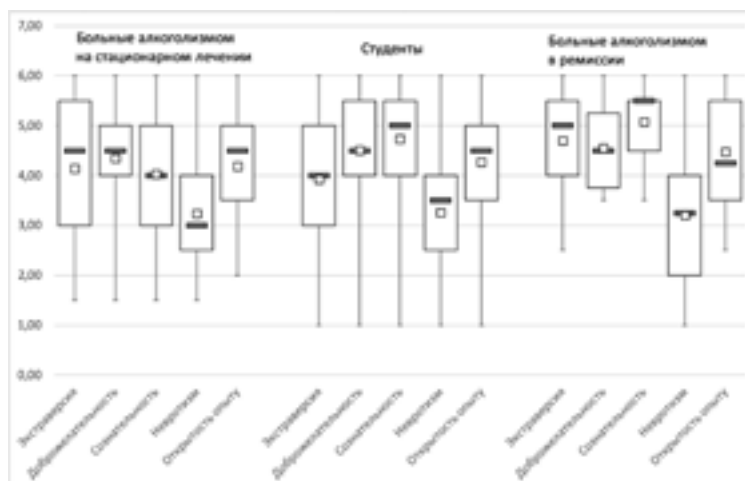 7,00
6,00
5,00
4,00
3,00
2,00
1,00
0,00
Больные алкоголизмом
на стационарном лечении
Студенты
Больные алкоголизмом
в ремиссии
Экстраверсия
Доброжелательность
Сознательность
Невротизм
Открытость опыту
Экстраверсия
Доброжелательность
Сознательность
Невротизм
Открытость опыту
Экстраверсия
Доброжелательность
Сознательность
Невротизм
Открытость опыту